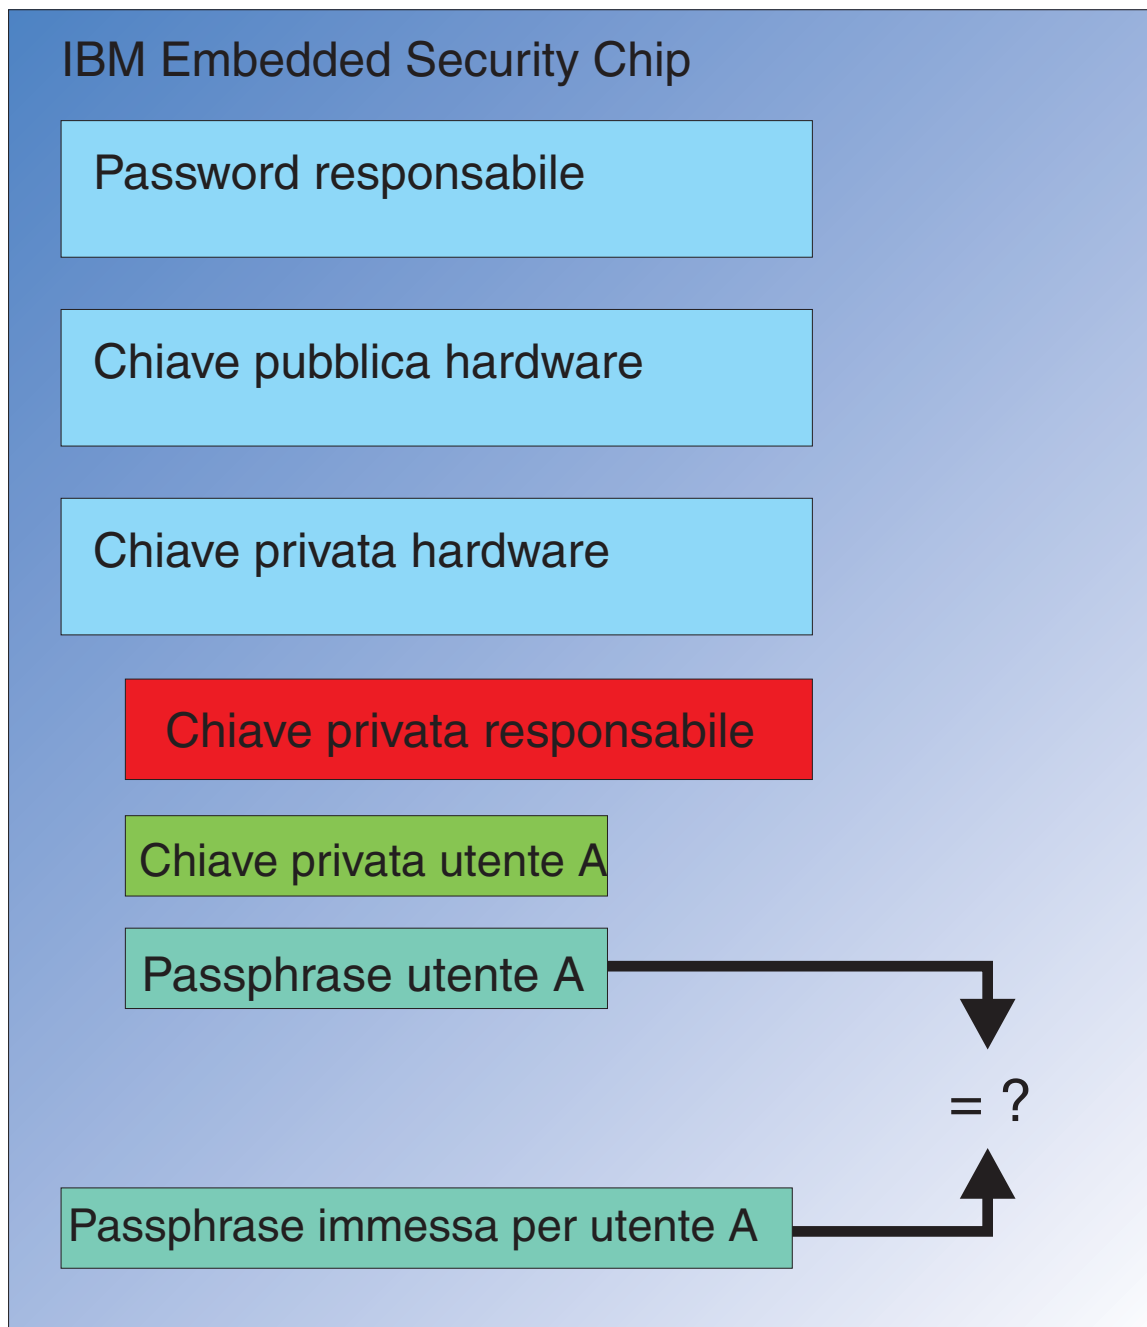 IBM Embedded Security Chip
Password responsabile
Chiave pubblica hardware
Chiave privata hardware
Chiave privata responsabile
Chiave privata utente A
Passphrase utente A
= ?
Passphrase immessa per utente A